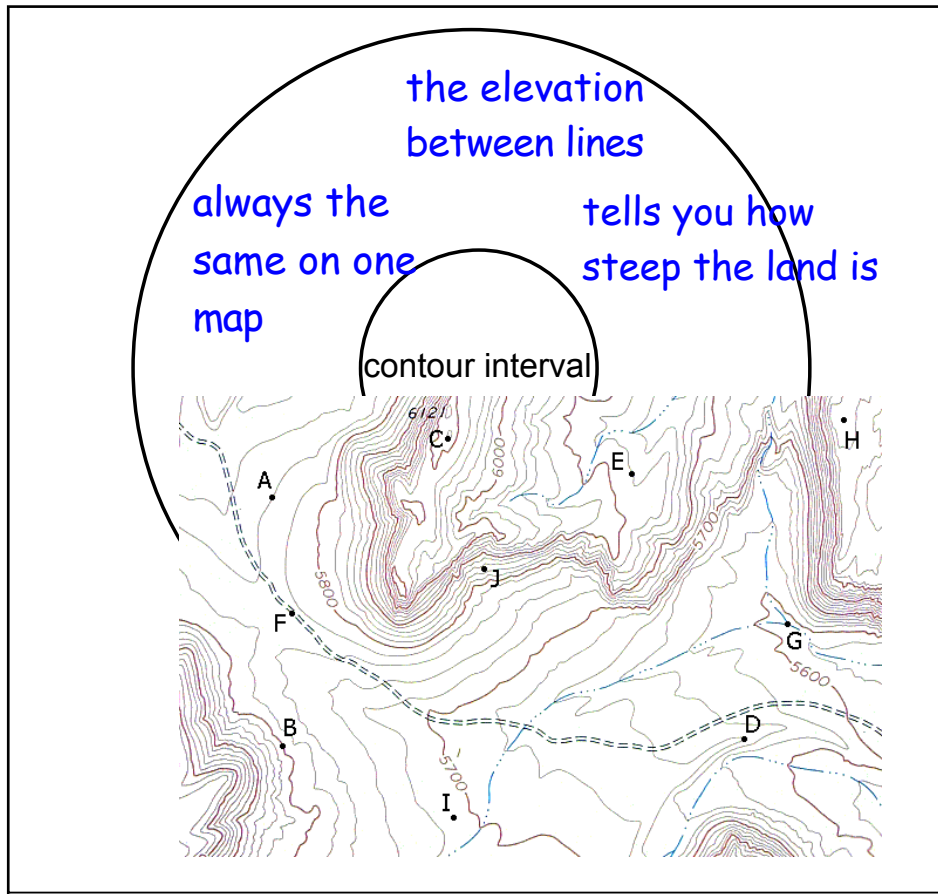 the elevation
between lines
always the
same on one
map
tells you how
steep the land is
contour interval
6121
C
6000
E
H
A
5700
5800
J
F
G
5600
B
D
5700
I